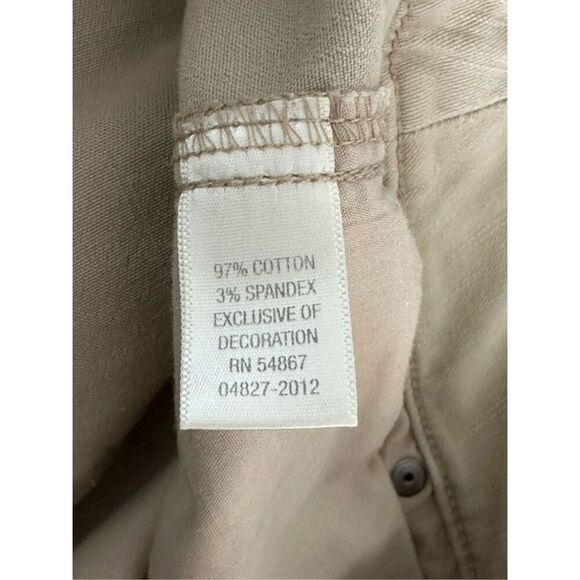 97% COTTON
3% SPANDEX
EXCLUSIVE OF
DECORATION
RN 54867
04827-2012